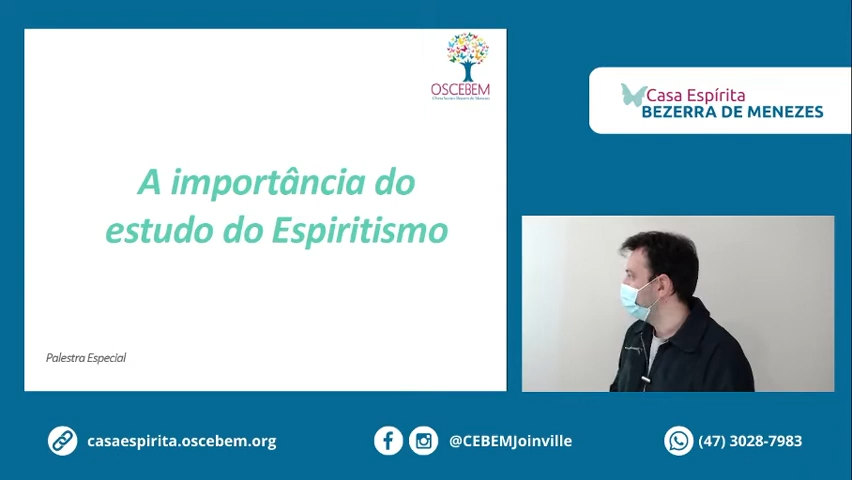 OSCEBEM
A importância do
estudo do Espiritismo
Palestra Especial
Casa Espírita
BEZERRA DE MENEZES
casaespirita.oscebem.org
@CEBEMJoinville
(47) 3028-7983